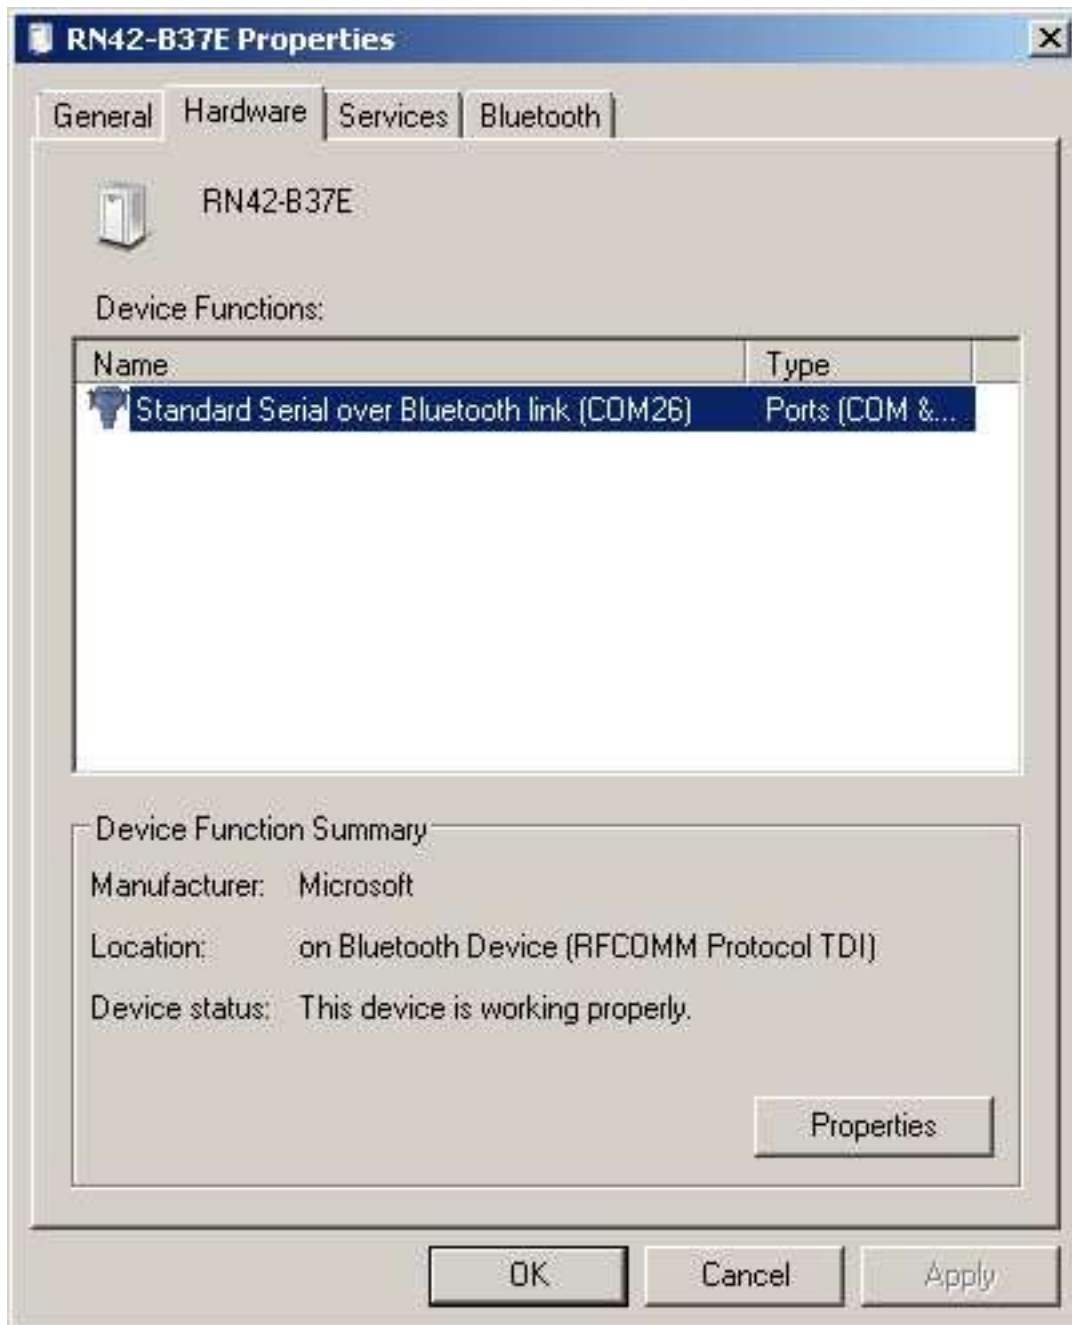 RN42-B37E Properties
General Hardware Services Bluetooth
RN42-B37E
Device Functions:
Name Type
Standard Serial over Bluetooth link (COM26) Ports (COM &...
Device Function Summary
Manufacturer: Microsoft
Location: on Bluetooth Device (RFCOMM Protocol TDI)
Device status: This device is working properly.
Properties
OK Cancel Apply